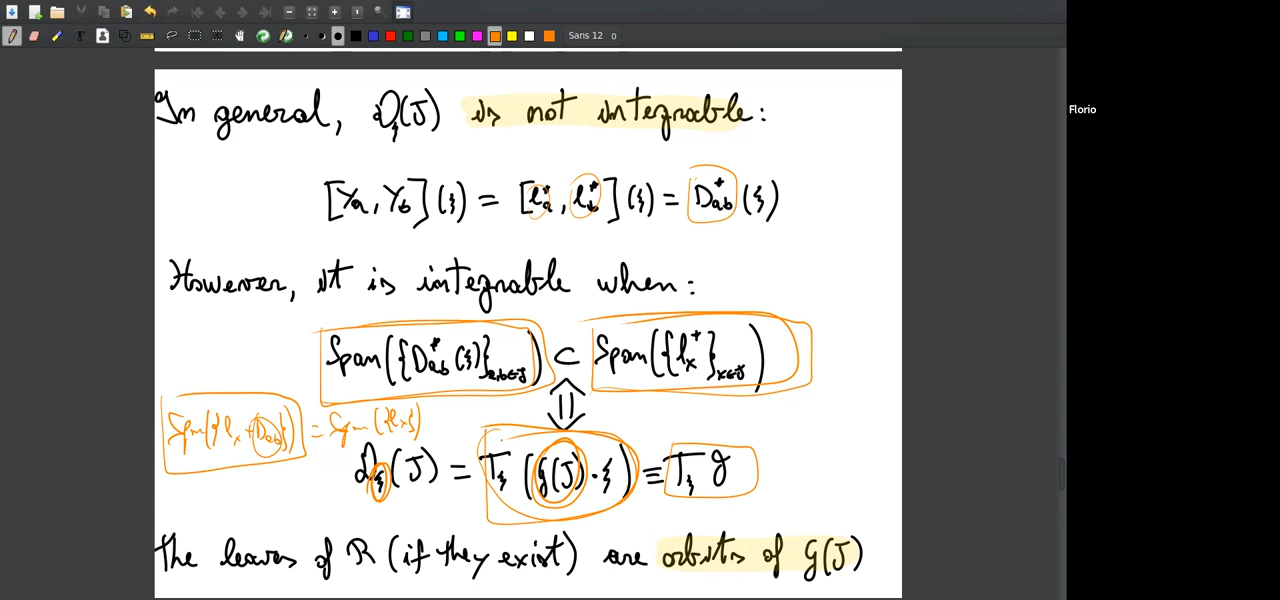 Sans 12 0
Florio
In general, D_ξ(J) is not integrable:
[Y_a, Y_b](ξ) = [l_a^*, l_b^*](ξ) = D_ab^*(ξ)
However, it is integrable when:
Span({D_ab^*(ξ)}_{a,b∈J}) ⊂ Span({l_x^*}_{x∈J})
⇕
Span({l_x + D_ab}) = Span({l_x})
D_ξ(J) = T_ξ(G(J)·ξ) ≡ T_ξ O
The leaves of R (if they exist) are orbits of G(J)